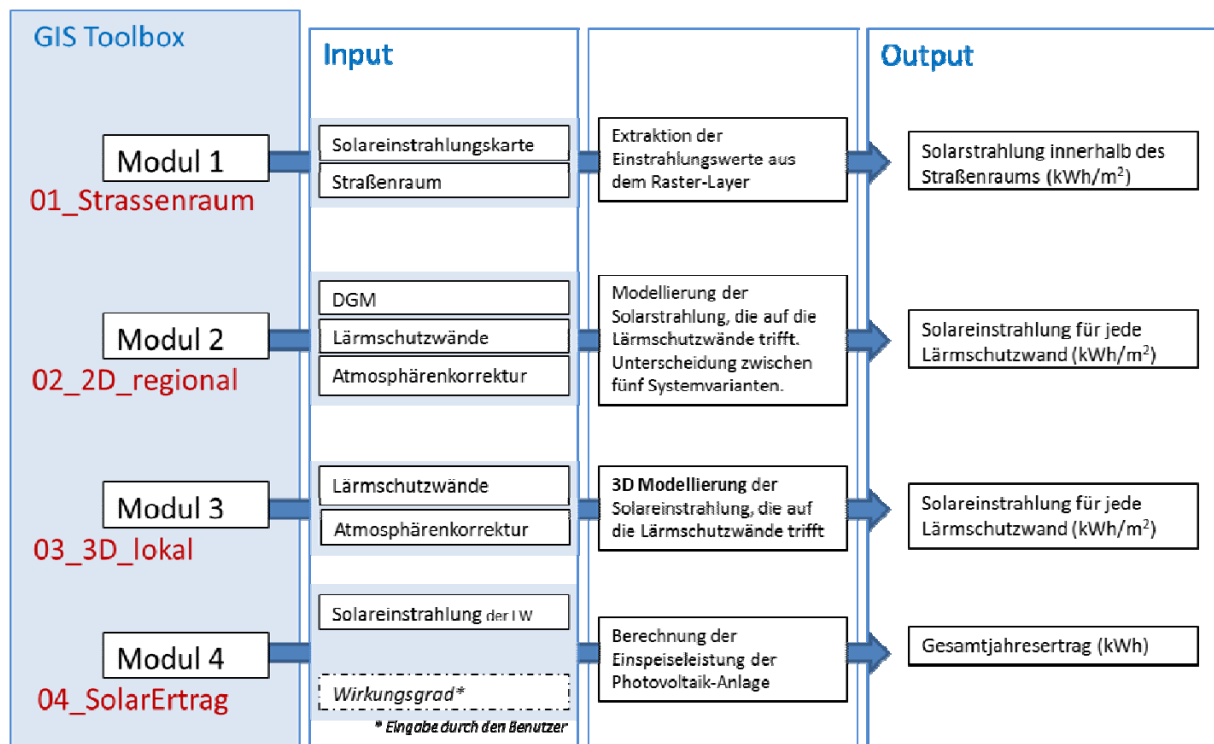 GIS Toolbox
Input
Output
Modul 1
01_Strassenraum
Solareinstrahlungskarte
Straßenraum
Extraktion der
Einstrahlungswerte aus
dem Raster-Layer
Solarstrahlung innerhalb des
Straßenraums (kWh/m²)
Modul 2
02_2D_regional
DGM
Lärmschutzwände
Atmosphärenkorrektur
Modellierung der
Solarstrahlung, die auf die
Lärmschutzwände trifft.
Unterscheidung zwischen
fünf Systemvarianten.
Solareinstrahlung für jede
Lärmschutzwand (kWh/m²)
Modul 3
03_3D_lokal
Lärmschutzwände
Atmosphärenkorrektur
3D Modellierung der
Solareinstrahlung, die auf
die Lärmschutzwände trifft
Solareinstrahlung für jede
Lärmschutzwand (kWh/m²)
Modul 4
04_SolarErtrag
Solareinstrahlung der LW
Wirkungsgrad*
* Eingabe durch den Benutzer
Berechnung der
Einspeiseleistung der
Photovoltaik-Anlage
Gesamtjahresertrag (kWh)